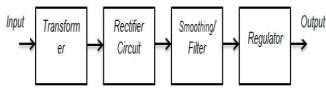 Input
Transform
er
Rectifier
Circuit
Smoothing/
Filter
Regulator
Output